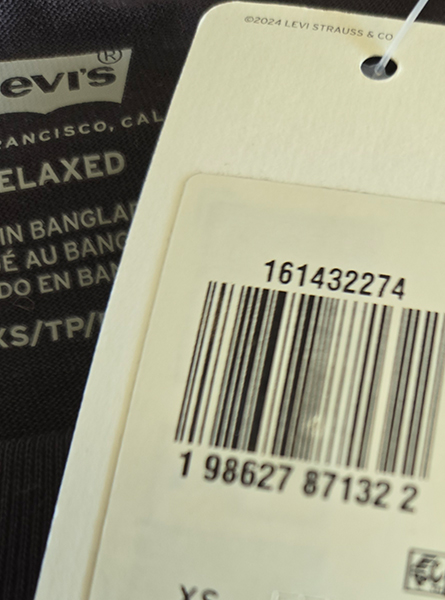 evi's®
RANCISCO, CAL
ELAXED
IN BANGLA
É AU BANG
DO EN BAN
XS/TP/
©2024 LEVI STRAUSS & CO
161432274
1 98627 87132 2
XS